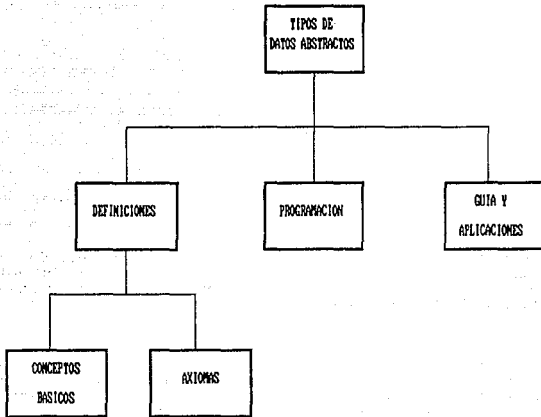 TIPOS DE
DATOS ABSTRACTOS
DEFINICIONES
PROGRAMACION
GUIA Y
APLICACIONES
CONCEPTOS
BASICOS
AXIOMAS